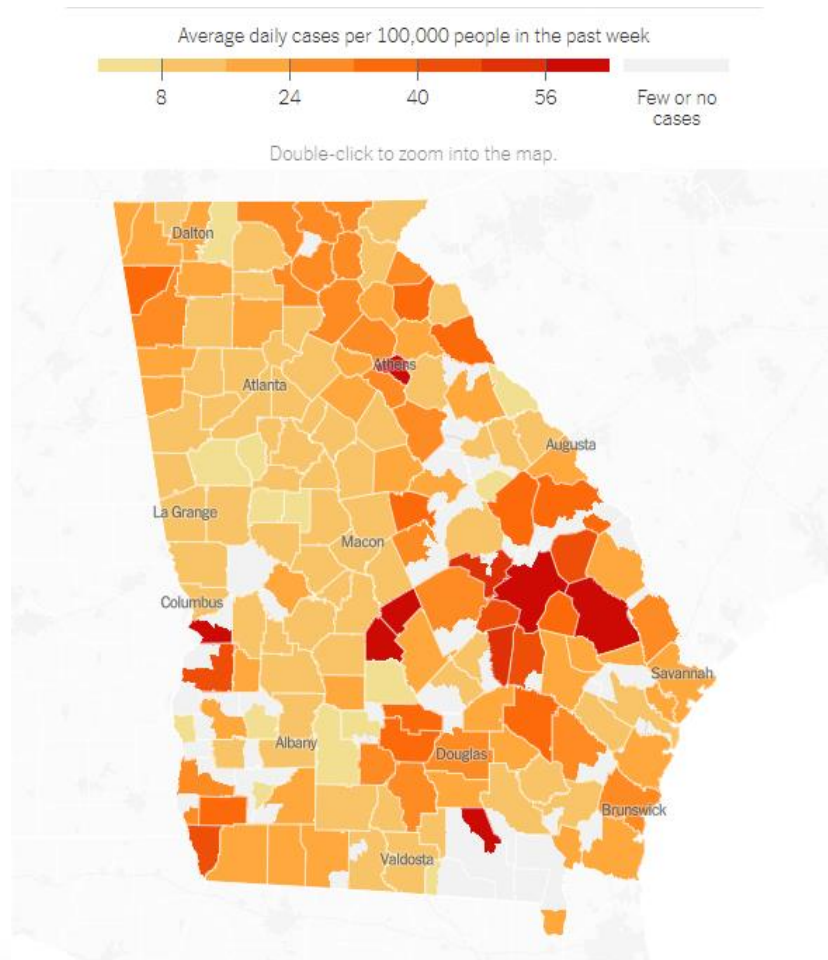 Average daily cases per 100,000 people in the past week
8
24
40
56
Few or no
cases
Double-click to zoom into the map.
Dalton
Athens
Atlanta
Augusta
La Grange
Macon
Columbus
Savannah
Albany
Douglas
Brunswick
Valdosta